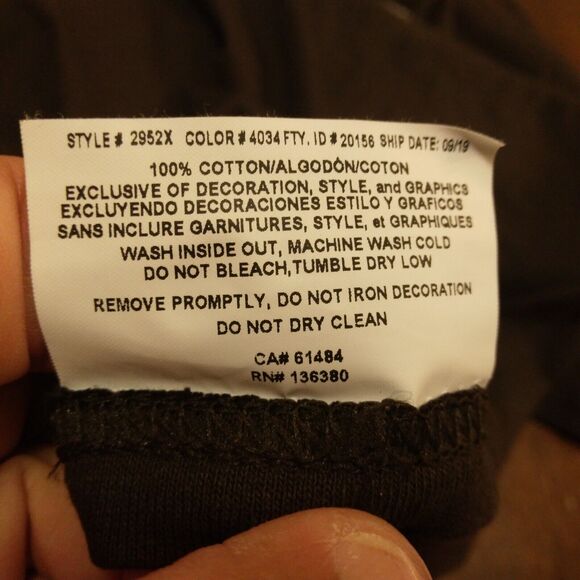 STYLE # 2952X COLOR # 4034 FTY. ID # 20156 SHIP DATE: 09/19
100% COTTON/ALGODÓN/COTON
EXCLUSIVE OF DECORATION, STYLE, and GRAPHICS
EXCLUYENDO DECORACIONES ESTILO Y GRAFICOS
SANS INCLURE GARNITURES, STYLE, et GRAPHIQUES
WASH INSIDE OUT, MACHINE WASH COLD
DO NOT BLEACH, TUMBLE DRY LOW
REMOVE PROMPTLY, DO NOT IRON DECORATION
DO NOT DRY CLEAN
CA# 61484
RN# 136380